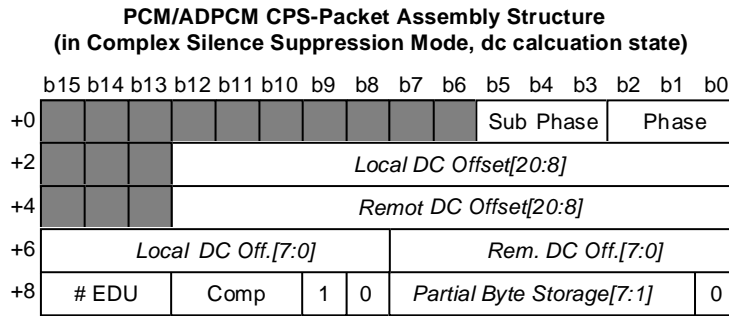 PCM/ADPCM CPS-Packet Assembly Structure
(in Complex Silence Suppression Mode, dc calcuation state)
b15 b14 b13 b12 b11 b10 b9 b8 b7 b6 b5 b4 b3 b2 b1 b0
+0 Sub Phase Phase
+2 Local DC Offset[20:8]
+4 Remot DC Offset[20:8]
+6 Local DC Off.[7:0] Rem. DC Off.[7:0]
+8 # EDU Comp 1 0 Partial Byte Storage[7:1] 0